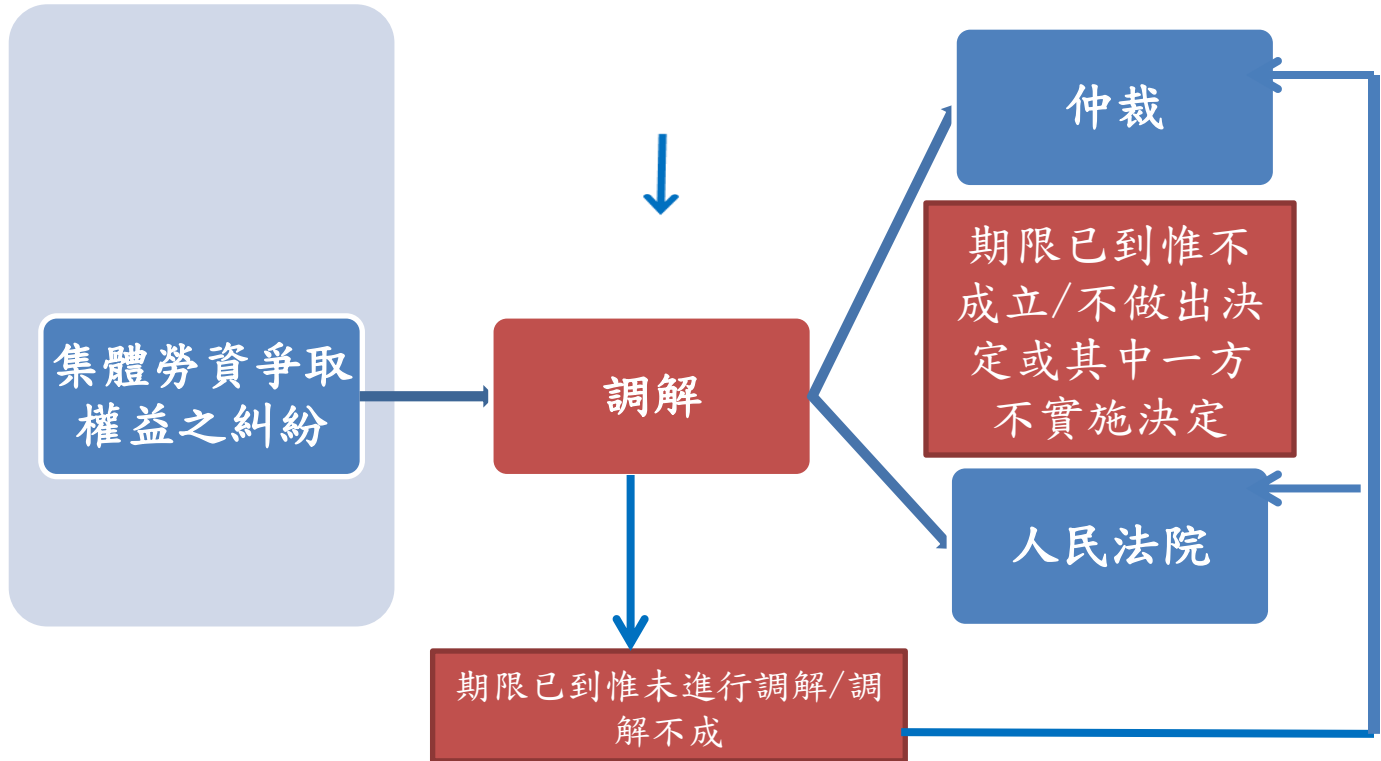 集體勞資爭取
權益之糾紛
調解
仲裁
期限已到惟不
成立/不做出決
定或其中一方
不實施決定
人民法院
期限已到惟未進行調解/調
解不成